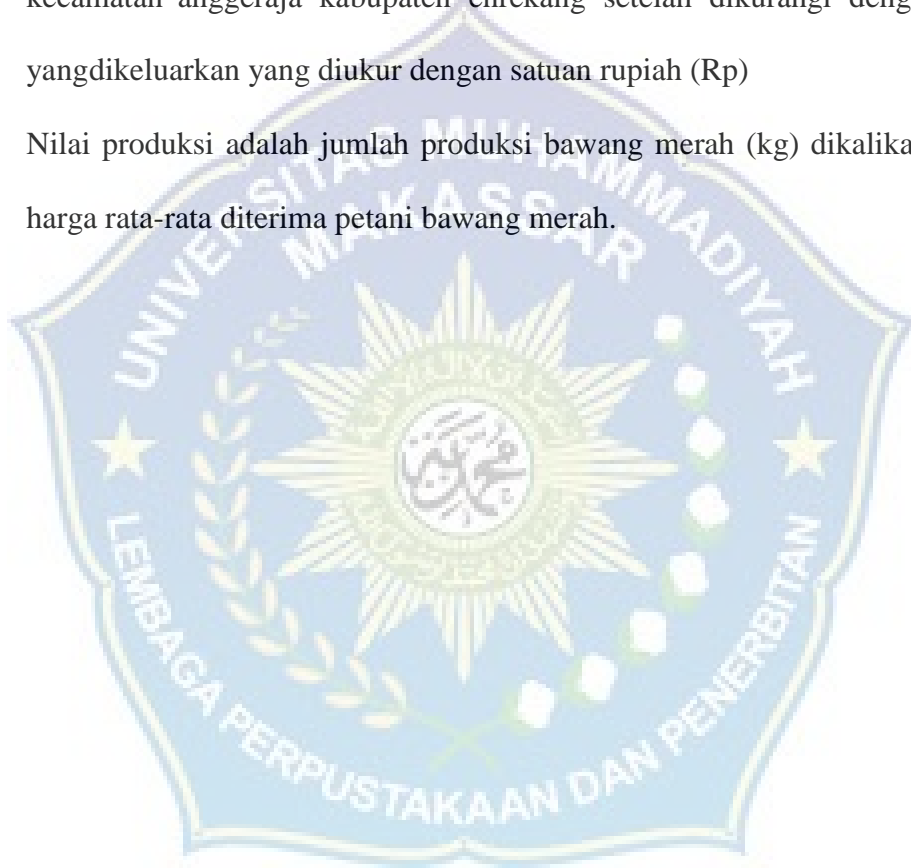 kecamatan anggeraja kabupaten enrekang setelah dikurangi deng
yangdikeluarkan yang diukur dengan satuan rupiah (Rp)
Nilai produksi adalah jumlah produksi bawang merah (kg) dikalika
harga rata-rata diterima petani bawang merah.
UNIVERSITAS MUHAMMADIYAH
MAKASSAR
LEMBAGA PERPUSTAKAAN DAN PENERBITAN